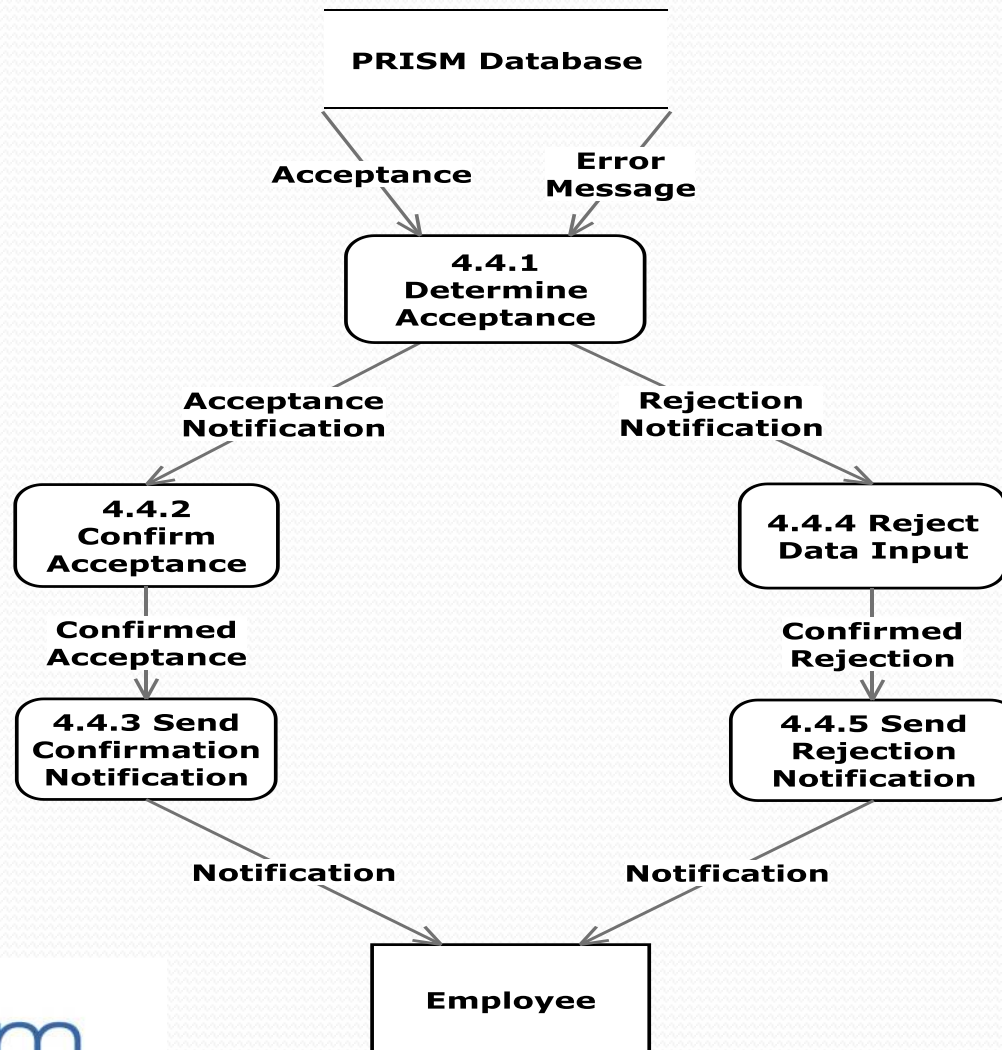 PRISM Database
Acceptance
Error
Message
4.4.1
Determine
Acceptance
Acceptance
Notification
Rejection
Notification
4.4.2
Confirm
Acceptance
4.4.4 Reject
Data Input
Confirmed
Acceptance
Confirmed
Rejection
4.4.3 Send
Confirmation
Notification
4.4.5 Send
Rejection
Notification
Notification
Notification
Employee